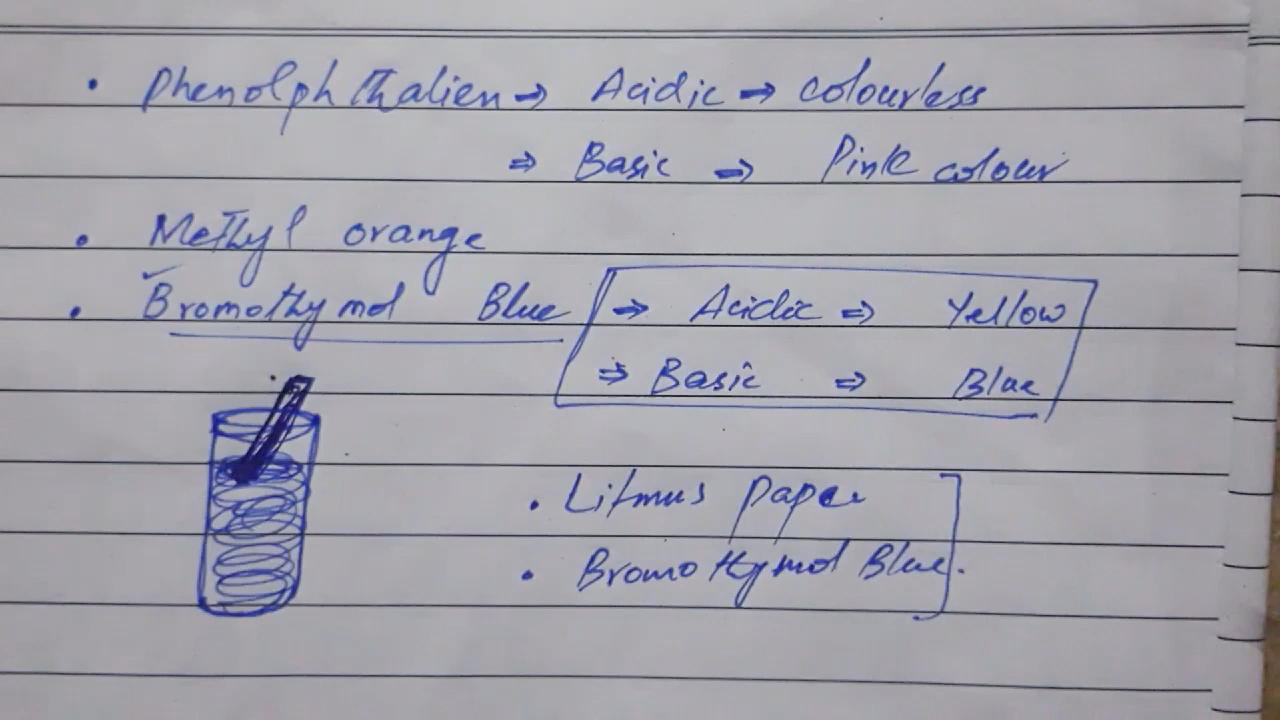 • Phenolphthalien → Acidic → colourless
⇒ Basic ⇒ Pink colour
• Methyl orange
• Bromothymol Blue → Acidic ⇒ Yellow
⇒ Basic ⇒ Blue
• Litmus paper
• Bromothymol Blue.